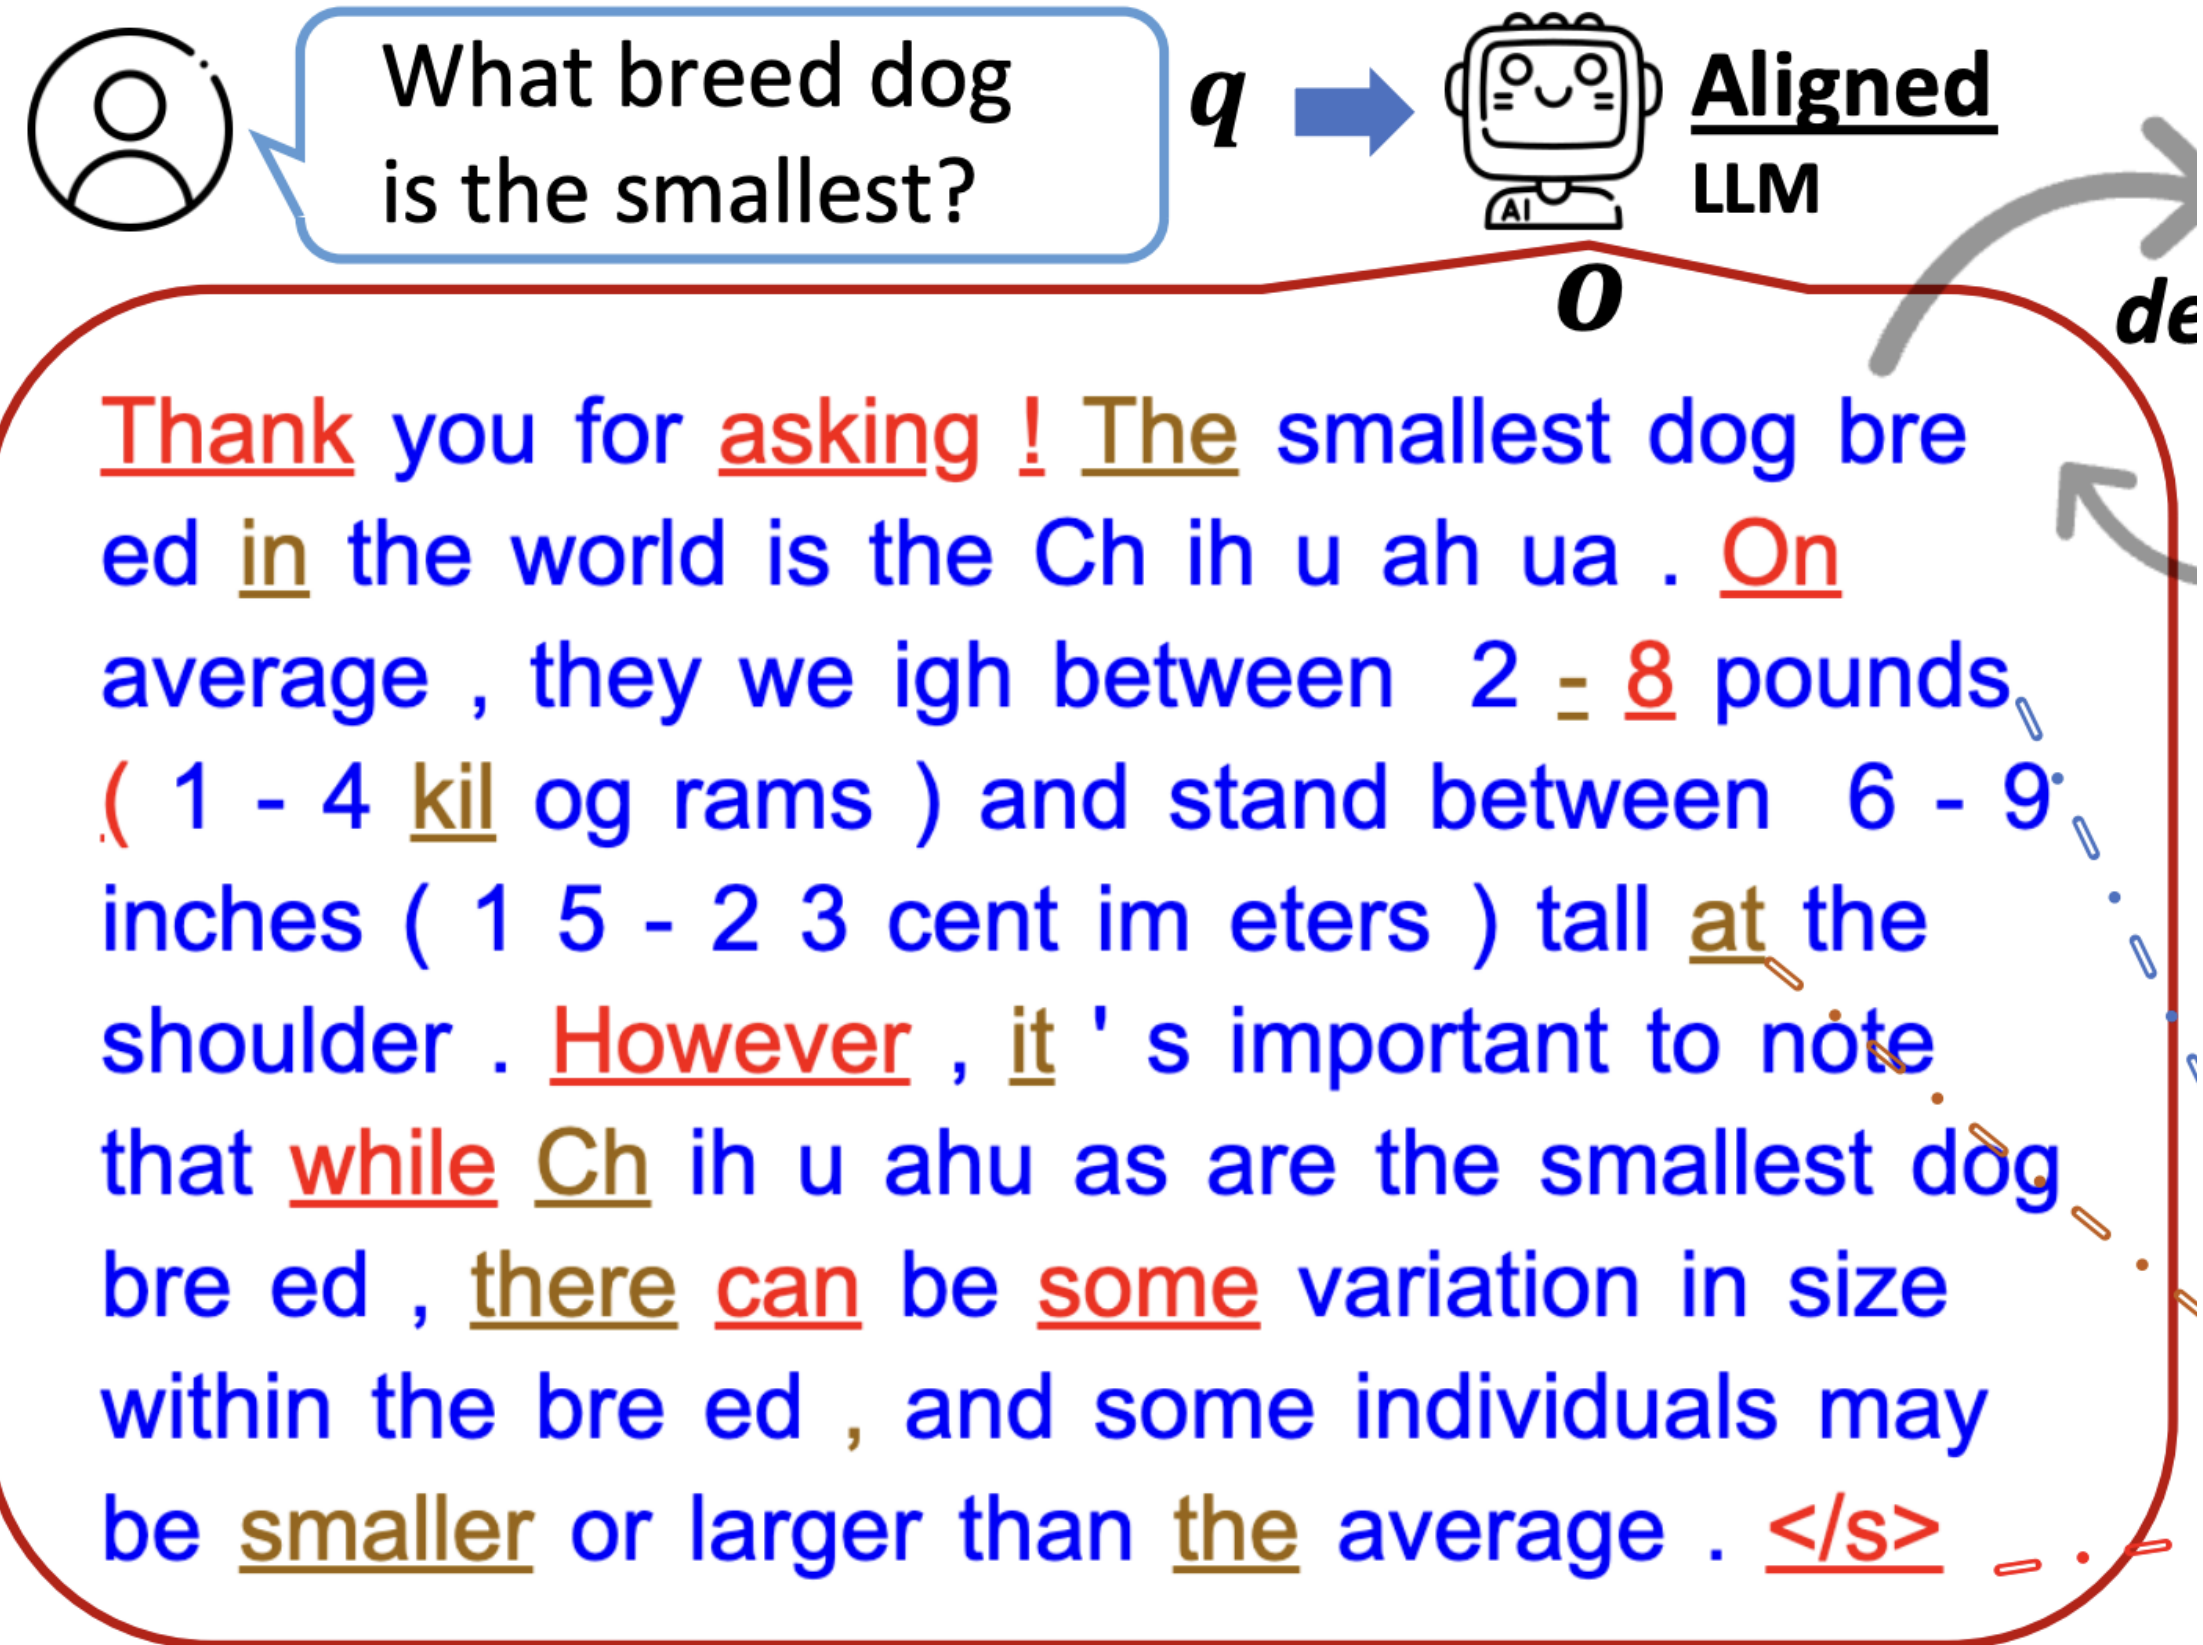 What breed dog
is the smallest?
q
Aligned
LLM
AI
o
de
Thank you for asking ! The smallest dog bre
ed in the world is the Ch ih u ah ua . On
average , they we igh between 2 - 8 pounds
( 1 - 4 kil og rams ) and stand between 6 - 9
inches ( 1 5 - 2 3 cent im eters ) tall at the
shoulder . However , it ' s important to note
that while Ch ih u ahu as are the smallest dog
bre ed , there can be some variation in size
within the bre ed , and some individuals may
be smaller or larger than the average . </s>